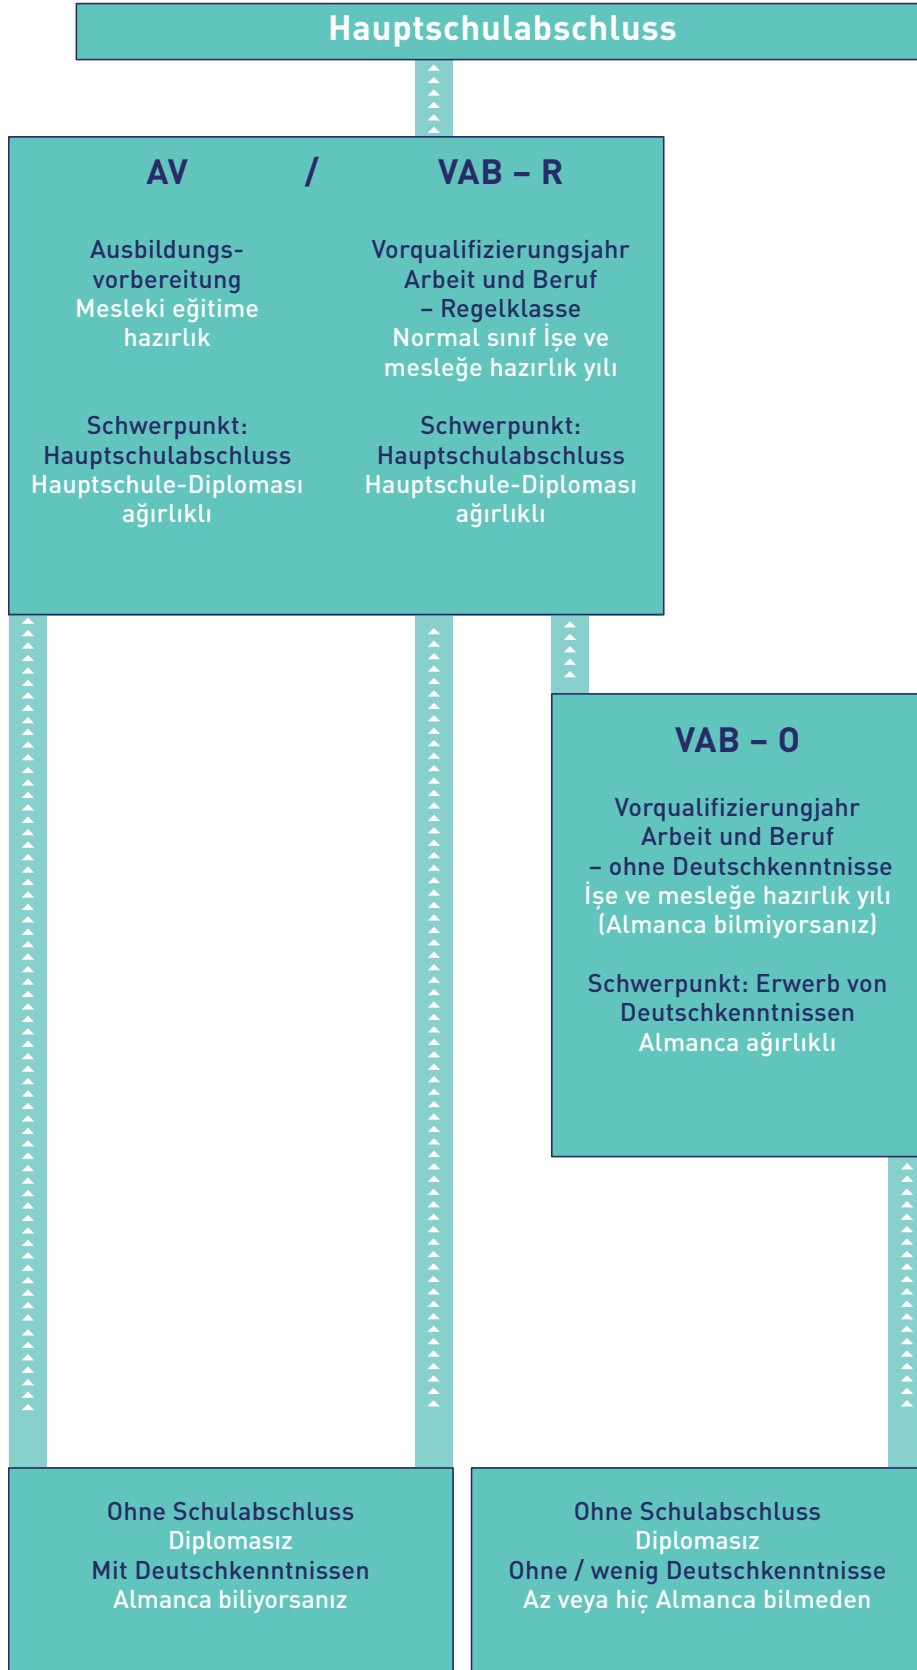 Hauptschulabschluss
AV / VAB – R
Ausbildungs-
vorbereitung
Mesleki eğitime
hazırlık
Schwerpunkt:
Hauptschulabschluss
Hauptschule-Diploması
ağırlıklı
Vorqualifizierungsjahr
Arbeit und Beruf
– Regelklasse
Normal sınıf İşe ve
mesleğe hazırlık yılı
Schwerpunkt:
Hauptschulabschluss
Hauptschule-Diploması
ağırlıklı
VAB – O
Vorqualifizierungjahr
Arbeit und Beruf
– ohne Deutschkenntnisse
İşe ve mesleğe hazırlık yılı
(Almanca bilmiyorsanız)
Schwerpunkt: Erwerb von
Deutschkenntnissen
Almanca ağırlıklı
Ohne Schulabschluss
Diplomasız
Mit Deutschkenntnissen
Almanca biliyorsanız
Ohne Schulabschluss
Diplomasız
Ohne / wenig Deutschkenntnisse
Az veya hiç Almanca bilmeden